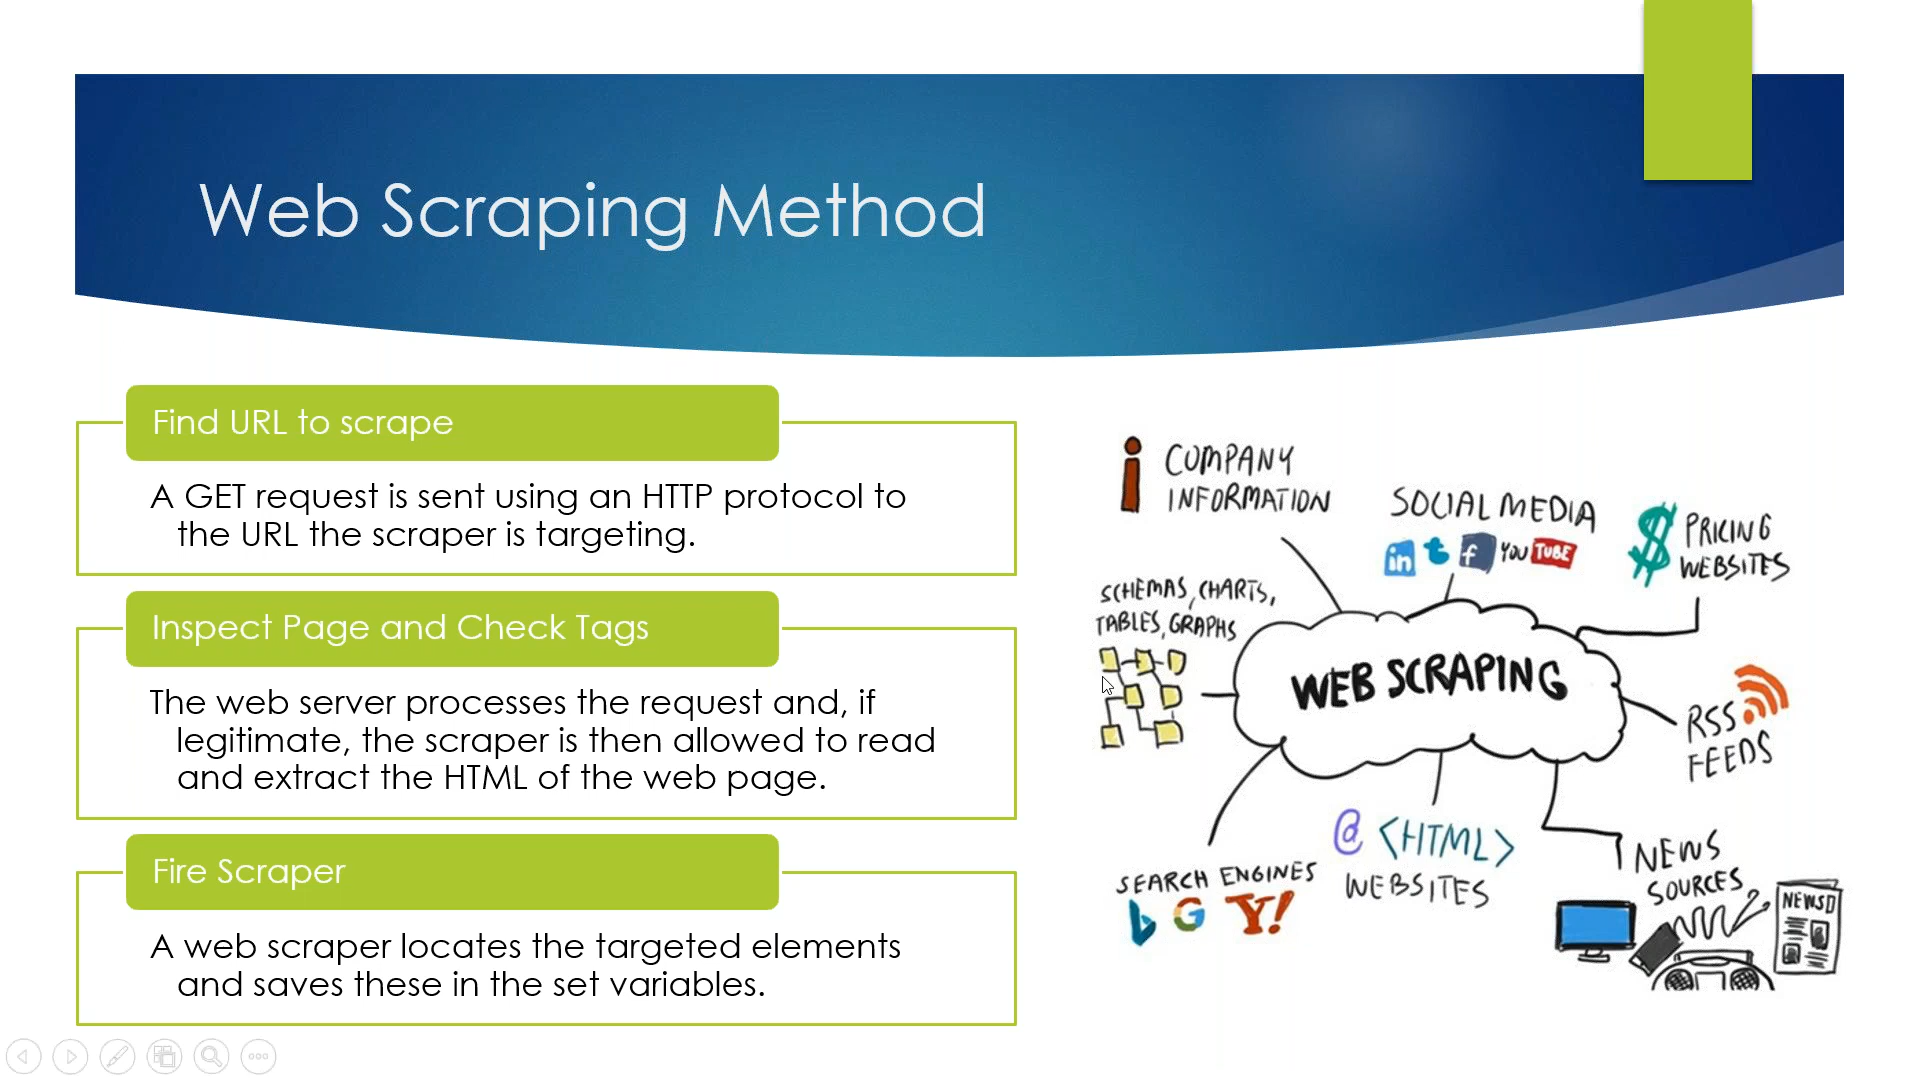 Web Scraping Method
Find URL to scrape
A GET request is sent using an HTTP protocol to
the URL the scraper is targeting.
Inspect Page and Check Tags
The web server processes the request and, if
legitimate, the scraper is then allowed to read
and extract the HTML of the web page.
Fire Scraper
A web scraper locates the targeted elements
and saves these in the set variables.
COMPANY
INFORMATION
SOCIAL MEDIA
in f YOU TUBE
$ PRICING
WEBSITES
SCHEMAS, CHARTS,
TABLES, GRAPHS
WEB SCRAPING
RSS
FEEDS
SEARCH ENGINES
b G Y!
@ <HTML>
WEBSITES
NEWS
SOURCES
NEWS